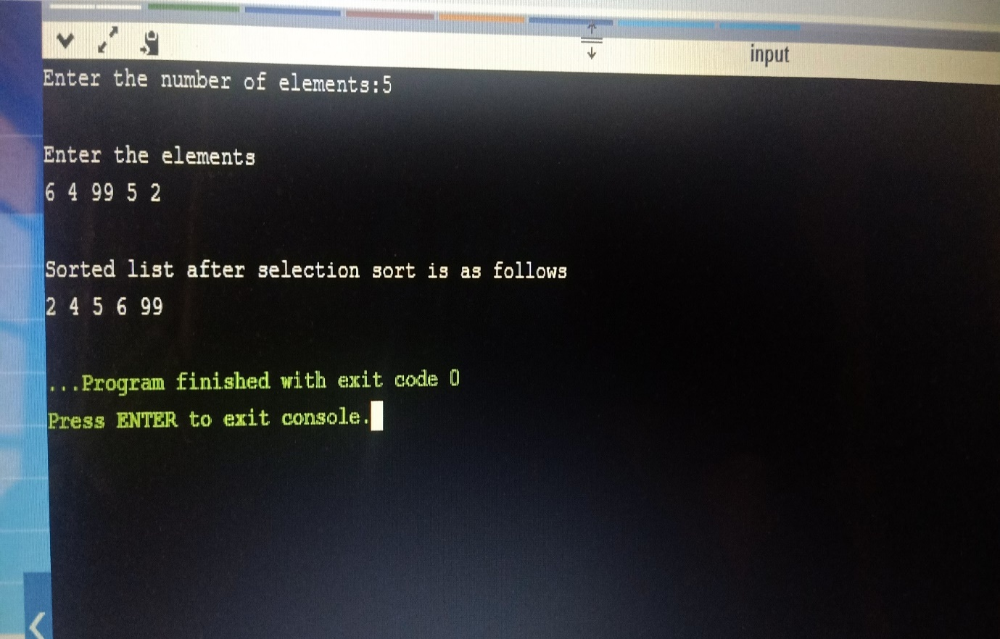 input
Enter the number of elements:5
Enter the elements
6 4 99 5 2
Sorted list after selection sort is as follows
2 4 5 6 99
...Program finished with exit code 0
Press ENTER to exit console.